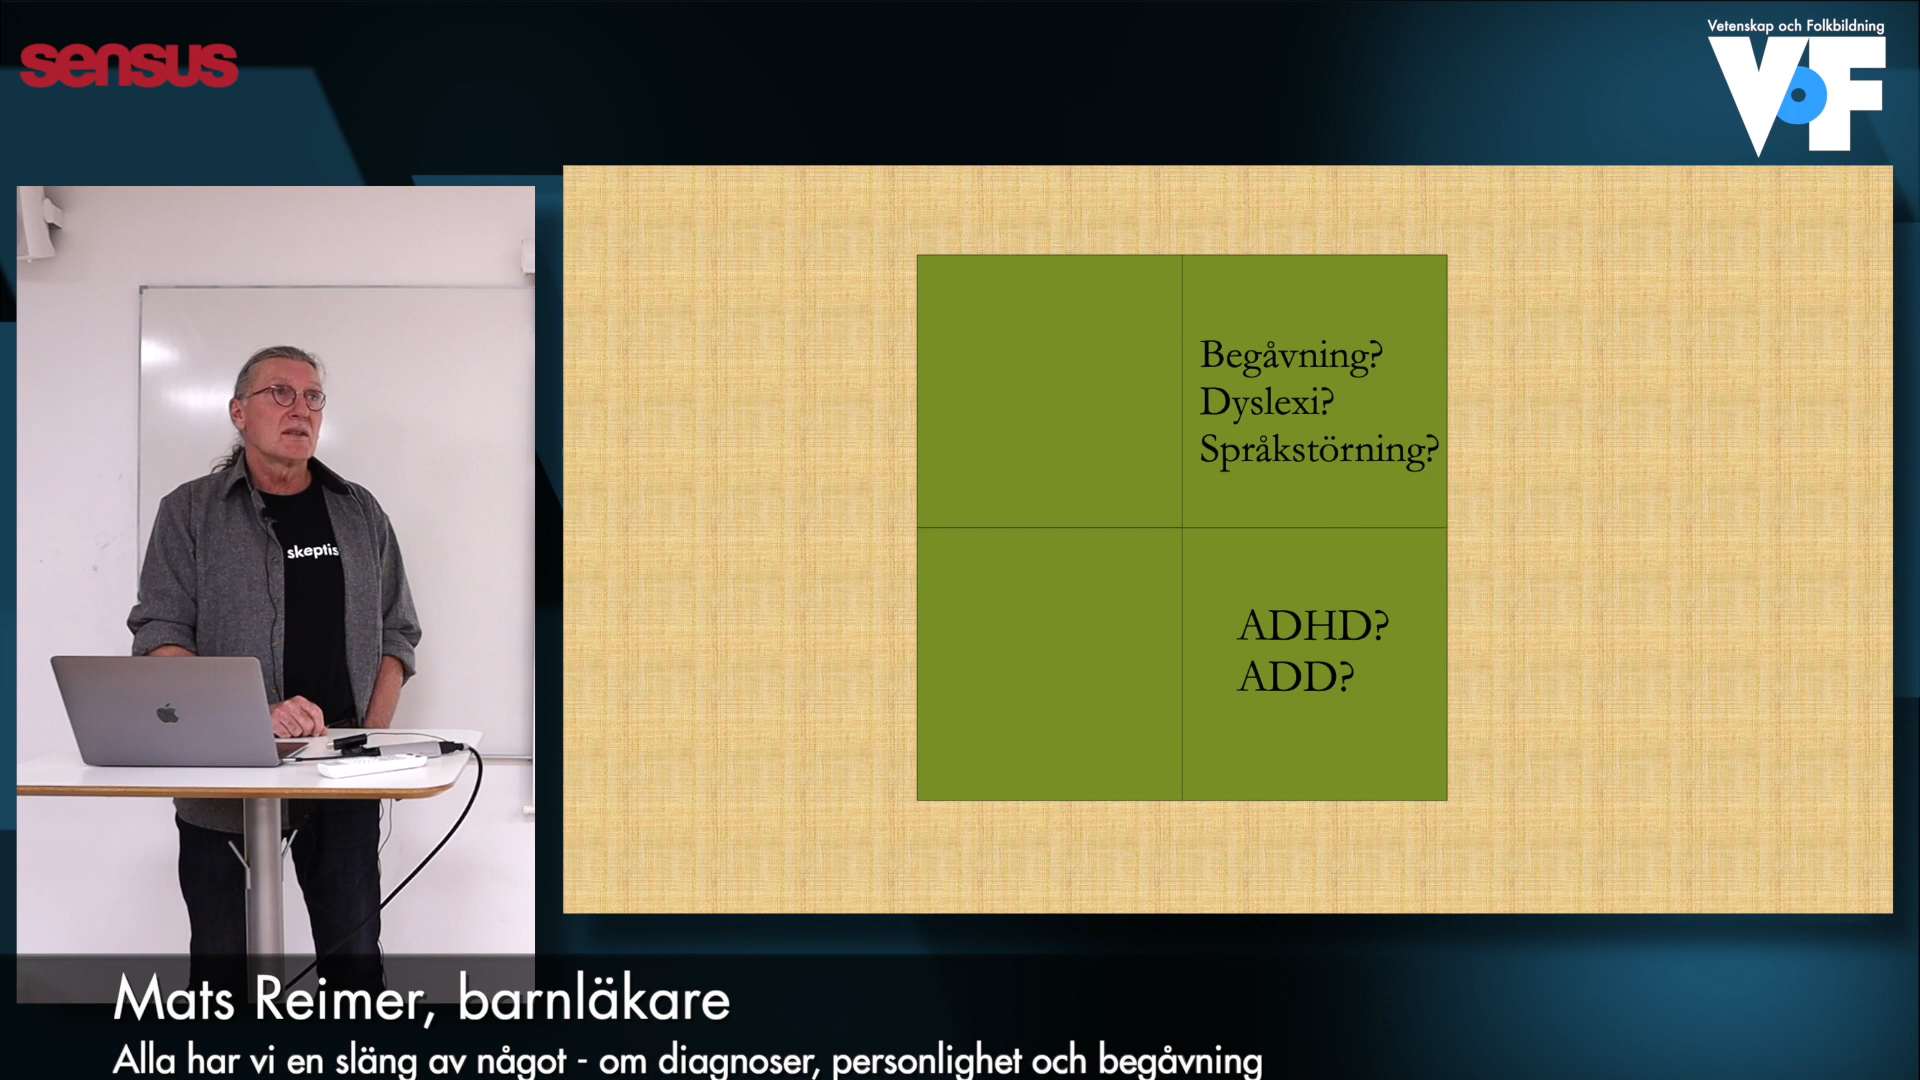 sensus
Vetenskap och Folkbildning
VoF
Begåvning?
Dyslexi?
Språkstörning?
skeptis
ADHD?
ADD?
Mats Reimer, barnläkare
Alla har vi en släng av något - om diagnoser, personlighet och begåvning